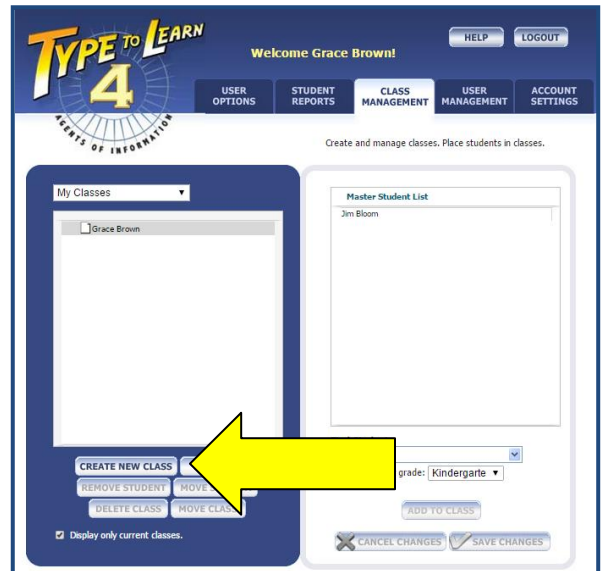 TYPE TO LEARN
4
AGENTS OF INFORMATION
Welcome Grace Brown!
HELP
LOGOUT
USER OPTIONS
STUDENT REPORTS
CLASS MANAGEMENT
USER MANAGEMENT
ACCOUNT SETTINGS
Create and manage classes. Place students in classes.
My Classes
Grace Brown
Master Student List
Jim Bloom
CREATE NEW CLASS
REMOVE STUDENT
DELETE CLASS
MOVE CLASS
Display only current classes.
grade: Kindergarte
ADD TO CLASS
CANCEL CHANGES
SAVE CHANGES